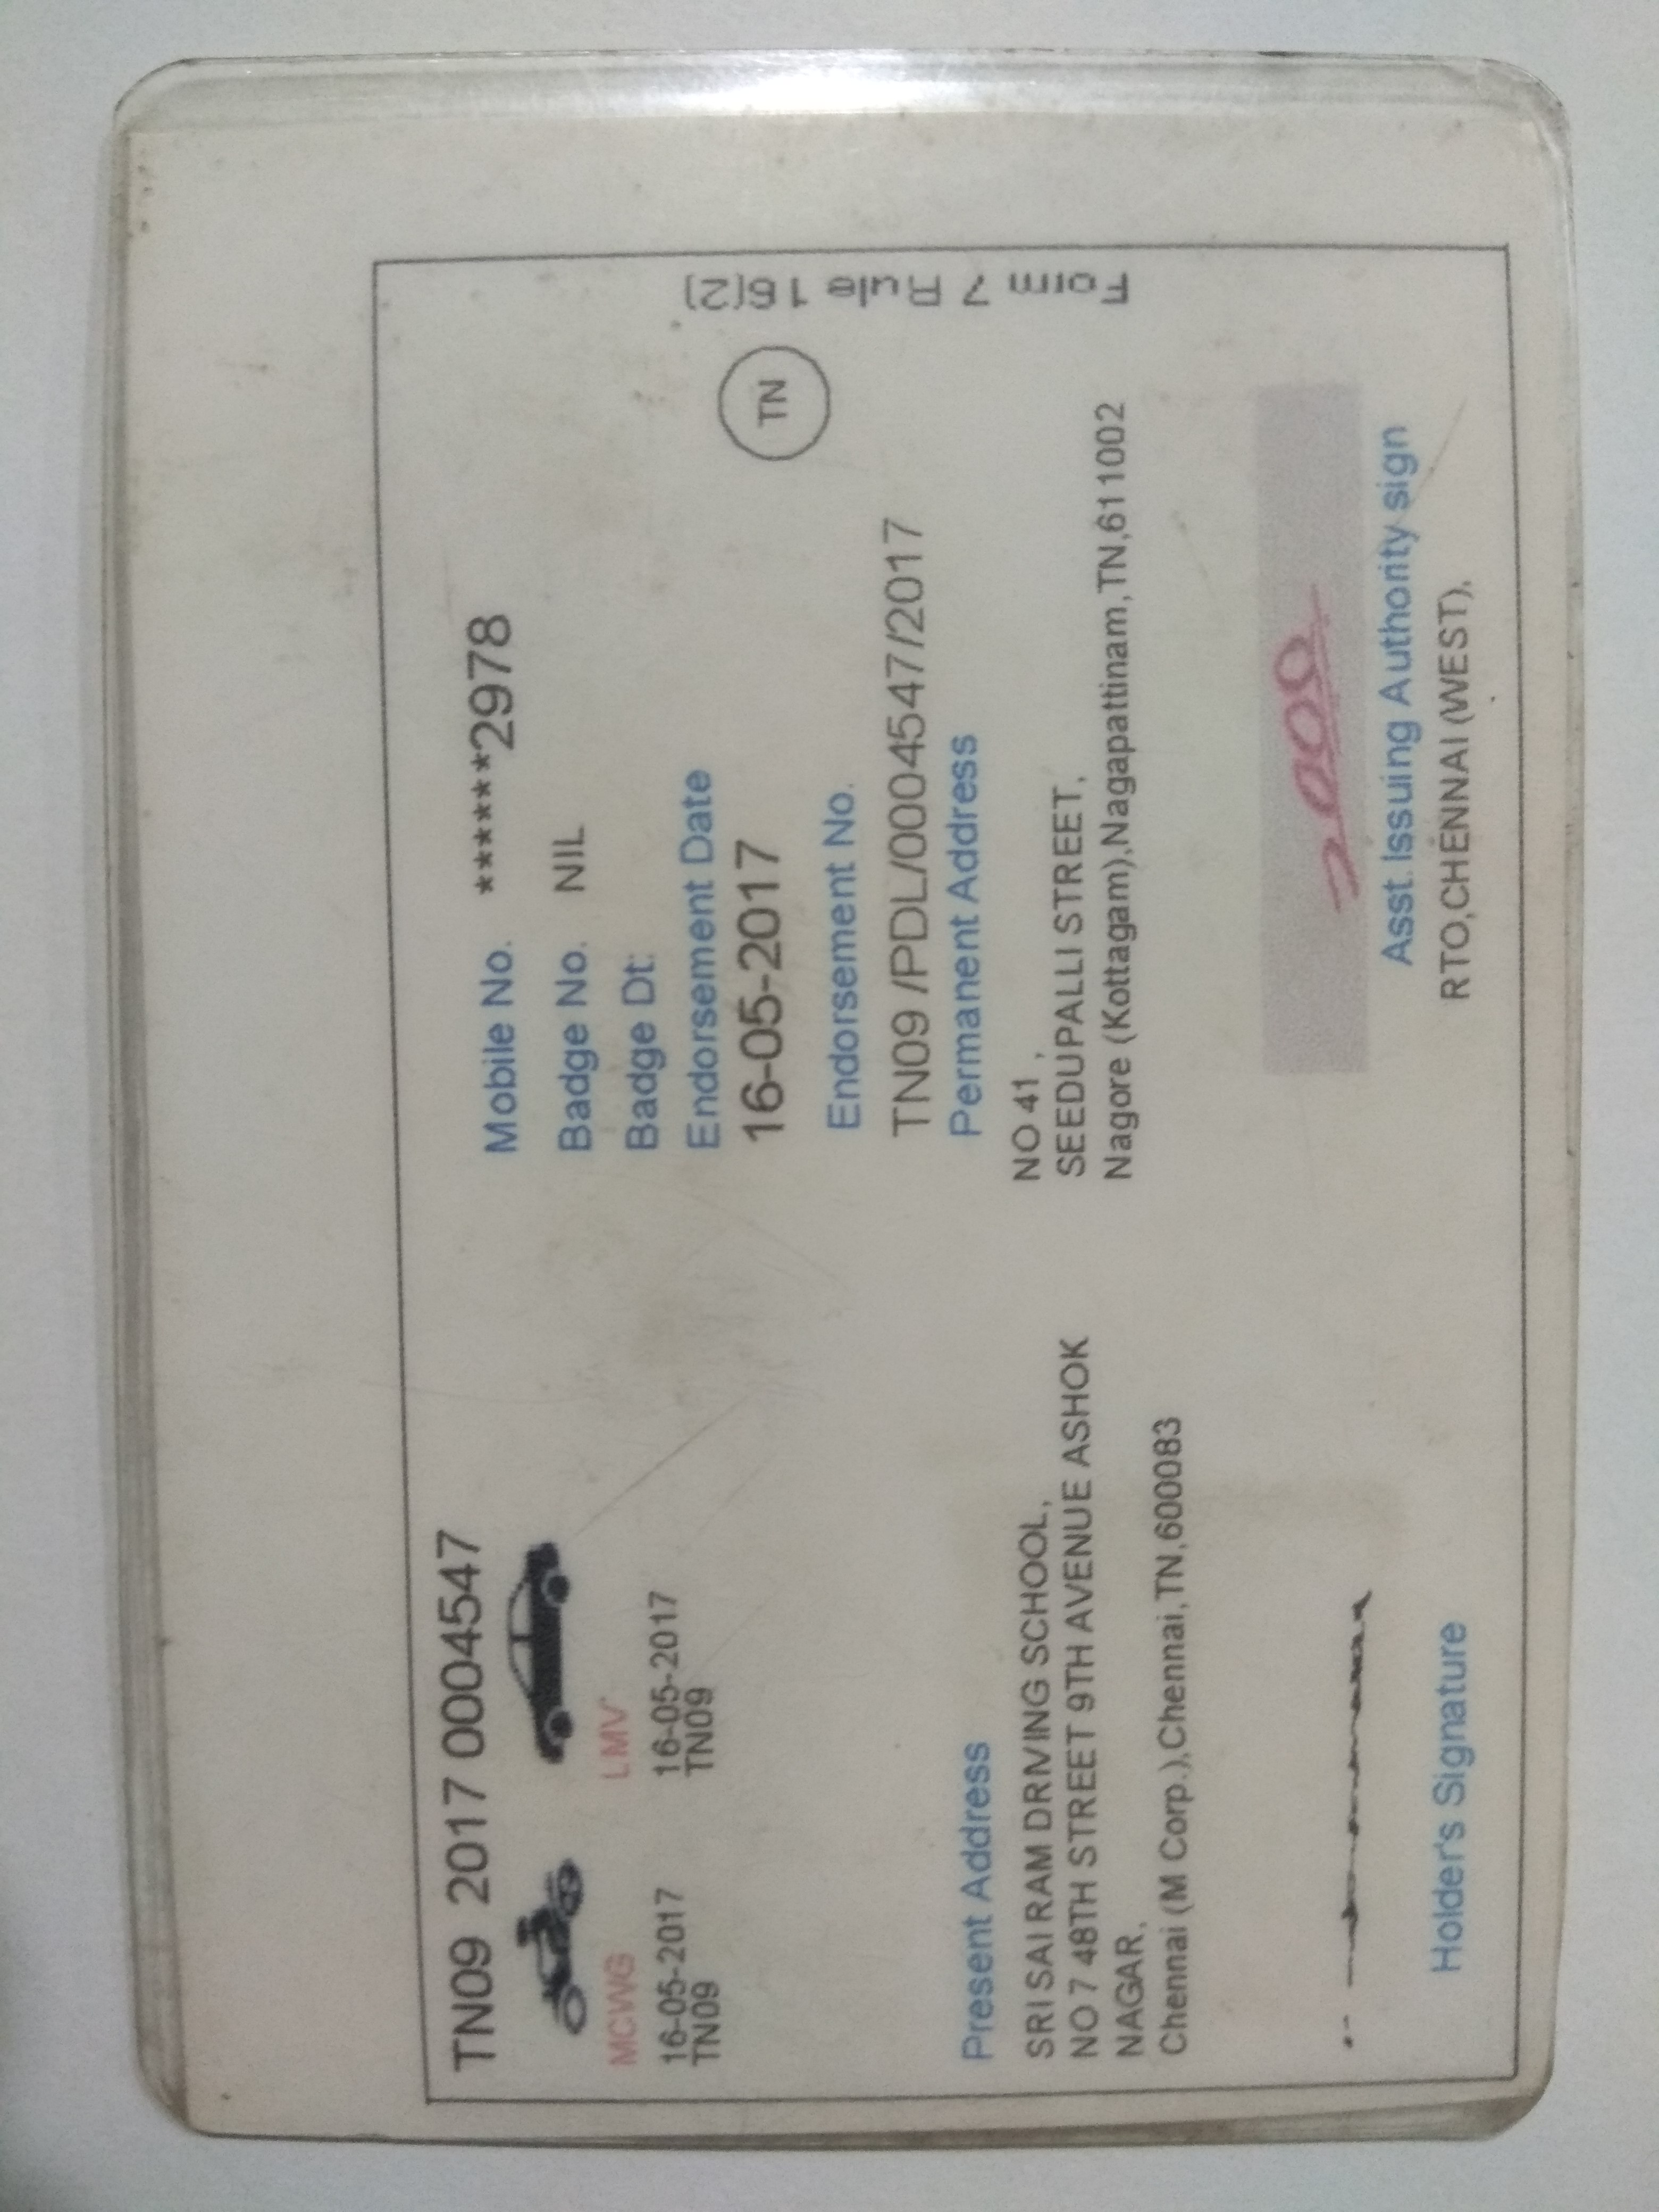 TN09 2017 0004547
MCWG LMV
16-05-2017 16-05-2017
TN09 TN09
Mobile No. ******2978
Badge No. NIL
Badge Dt:
Endorsement Date
16-05-2017
TN
Endorsement No.
TN09 /PDL/0004547/2017
Form 7 Rule 16(2)
Present Address
SRI SAI RAM DRIVING SCHOOL,
NO 7 48TH STREET 9TH AVENUE ASHOK
NAGAR,
Chennai (M Corp.),Chennai,TN,600083
Permanent Address
NO 41 ,
SEEDUPALLI STREET,
Nagore (Kottagam),Nagapattinam,TN,611002
Holder's Signature
Asst. Issuing Authority sign
RTO,CHENNAI (WEST),